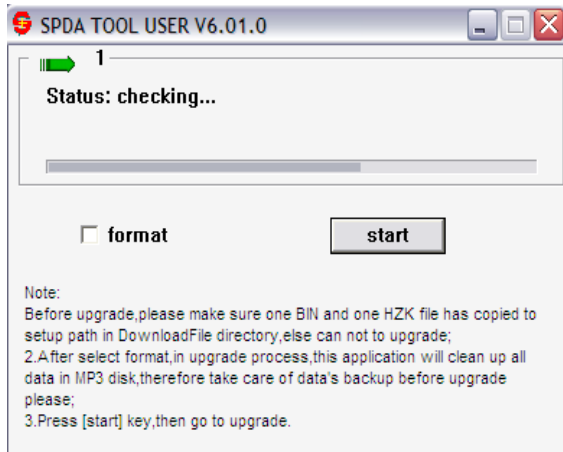 SPDA TOOL USER V6.01.0
1
Status: checking...
format
start
Note:
Before upgrade,please make sure one BIN and one HZK file has copied to
setup path in DownloadFile directory,else can not to upgrade;
2.After select format,in upgrade process,this application will clean up all
data in MP3 disk,therefore take care of data's backup before upgrade
please;
3.Press [start] key,then go to upgrade.